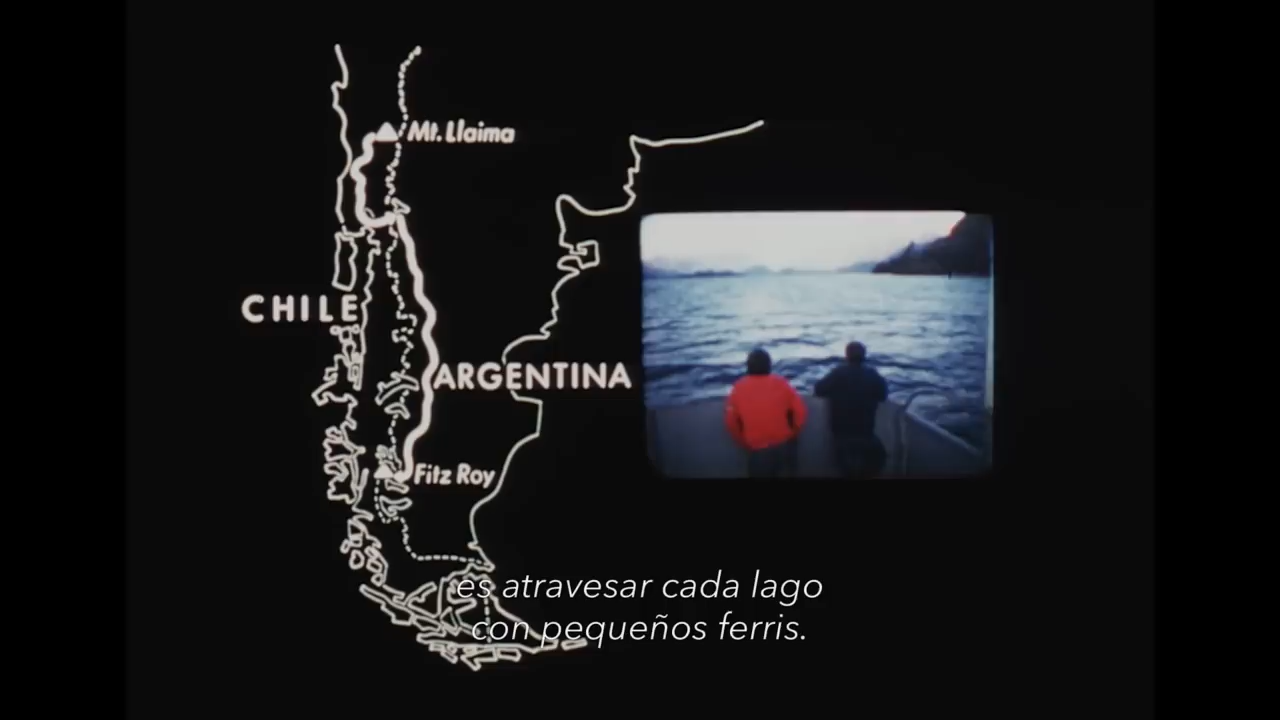 Mt. Llaima
CHILE
ARGENTINA
Fitz Roy
es atravesar cada lago
con pequeños ferris.